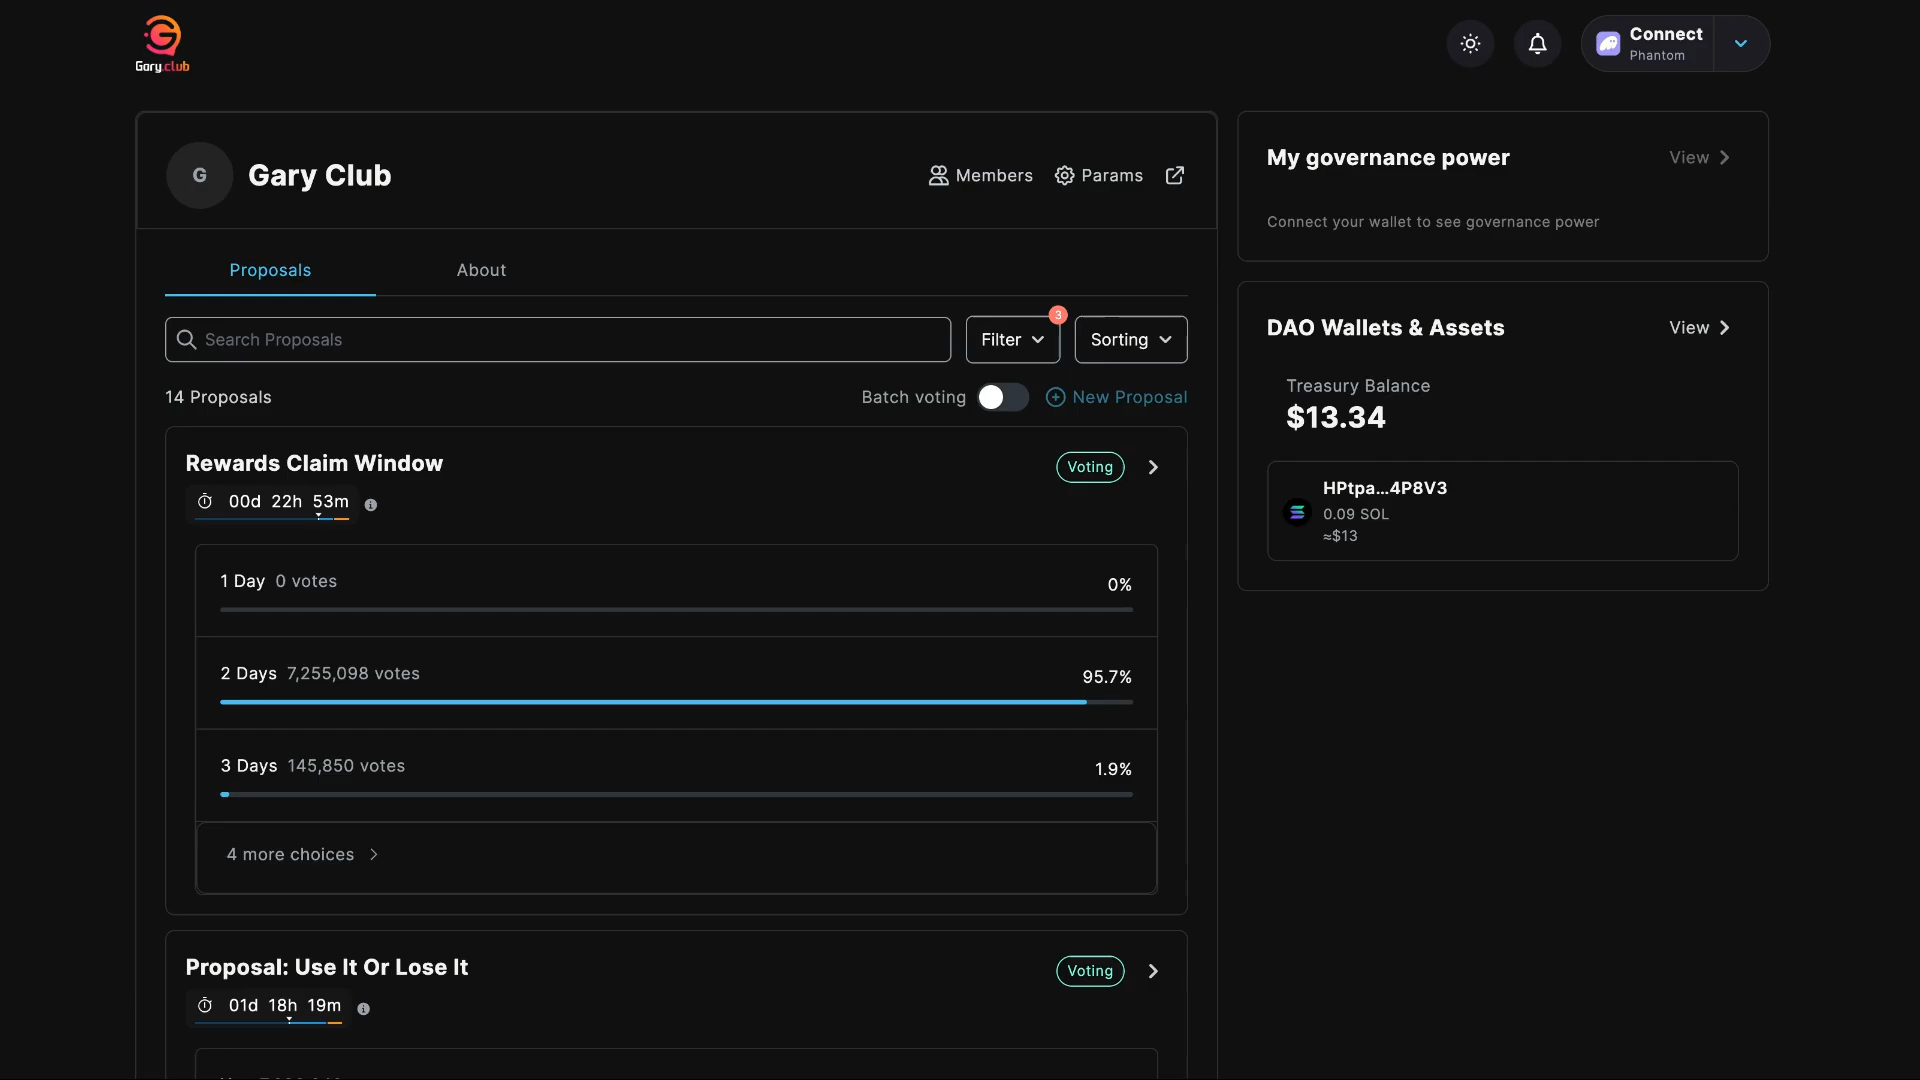 Gary.club
Connect
Phantom
G
Gary Club
Members
Params
Proposals
About
Search Proposals
Filter
3
Sorting
14 Proposals
Batch voting
New Proposal
Rewards Claim Window
Voting
00d 22h 53m
1 Day 0 votes
0%
2 Days 7,255,098 votes
95.7%
3 Days 145,850 votes
1.9%
4 more choices
Proposal: Use It Or Lose It
Voting
01d 18h 19m
My governance power
View
Connect your wallet to see governance power
DAO Wallets & Assets
View
Treasury Balance
$13.34
HPtpa...4P8V3
0.09 SOL
≈$13